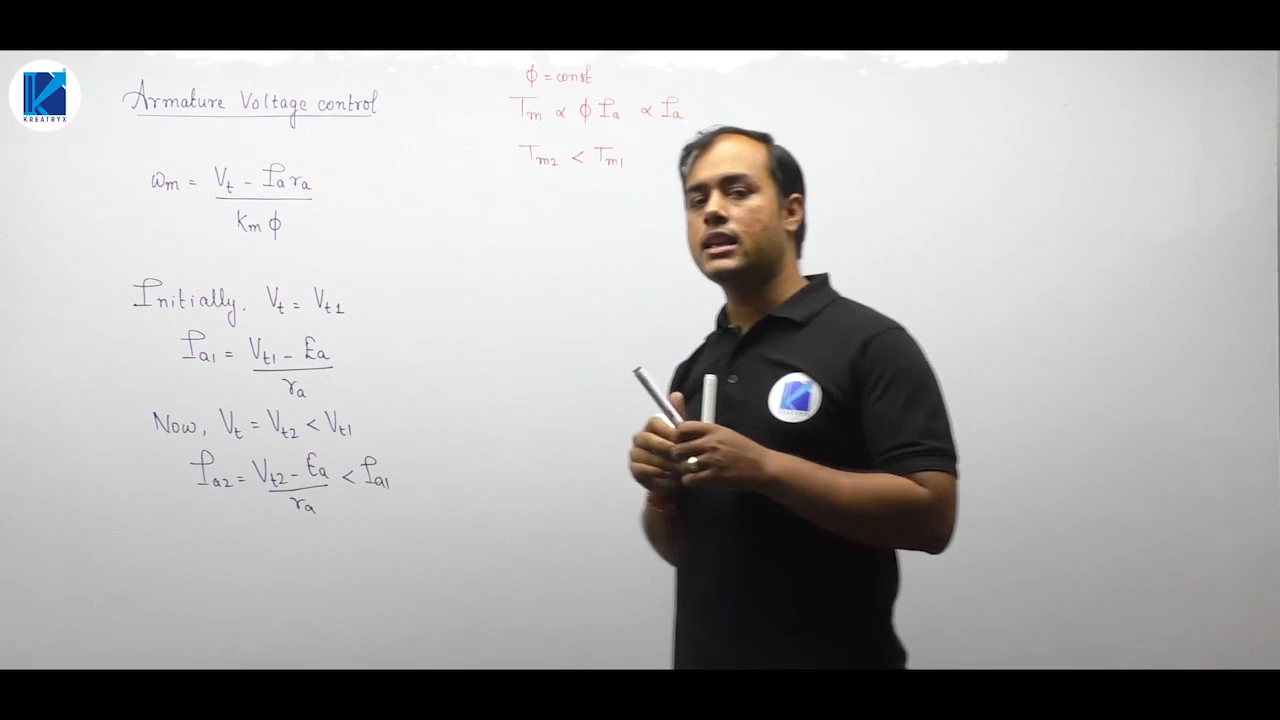 KREATRYX
Armature Voltage control
ωm = (Vt - Iara) / (Km ϕ)
Initially, Vt = Vt1
Ia1 = (Vt1 - Ea) / ra
Now, Vt = Vt2 < Vt1
Ia2 = (Vt2 - Ea) / ra < Ia1
ϕ = const
Tm ∝ ϕ Ia ∝ Ia
Tm2 < Tm1